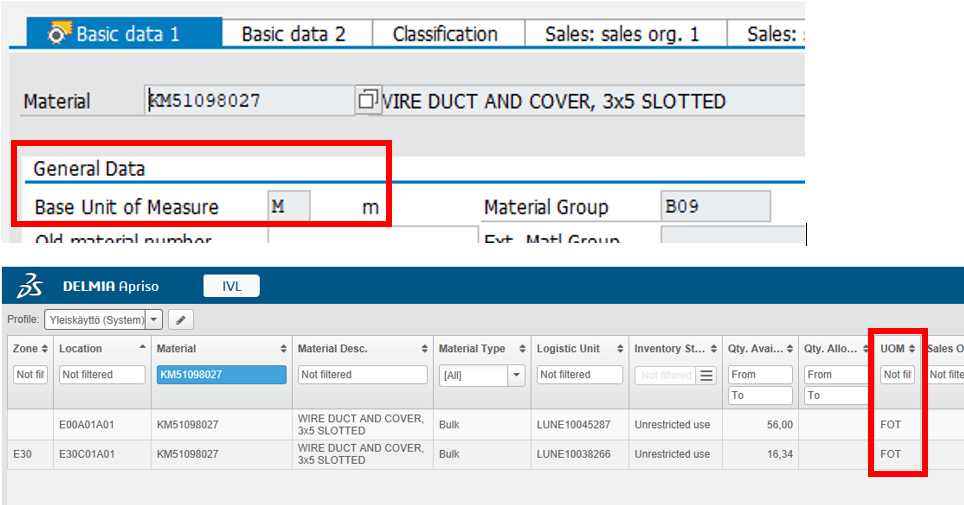 Basic data 1 Basic data 2 Classification Sales: sales org. 1 Sales:
Material KM51098027 WIRE DUCT AND COVER, 3x5 SLOTTED
General Data
Base Unit of Measure M m Material Group B09
Old material number Ext. Matl Group
3S DELMIA Apriso IVL
Profile: Yleiskäyttö (System)
Zone Location Material Material Desc. Material Type Logistic Unit Inventory St... Qty. Avai... Qty. Allo... UOM Sales O
Not fil Not filtered KM51098027 Not filtered [All] Not filtered Not filtered From From Not fil Not filte
To To
E00A01A01 KM51098027 WIRE DUCT AND COVER, Bulk LUNE10045287 Unrestricted use 56,00 FOT
3x5 SLOTTED
E30 E30C01A01 KM51098027 WIRE DUCT AND COVER, Bulk LUNE10038266 Unrestricted use 16,34 FOT
3x5 SLOTTED